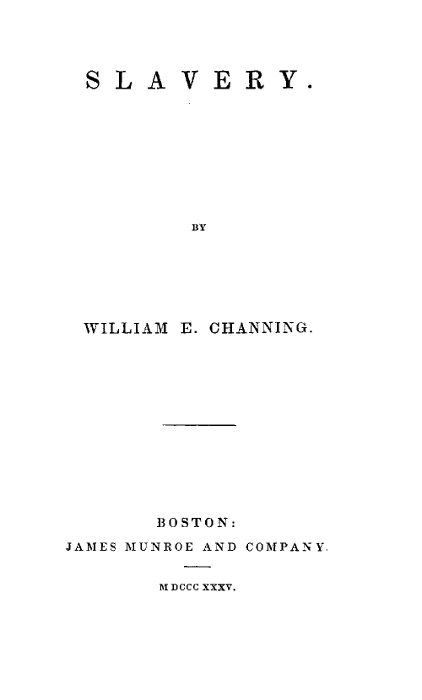 SLAVERY.
BY
WILLIAM E. CHANNING.
BOSTON:
JAMES MUNROE AND COMPANY.
MDCCCXXXV.